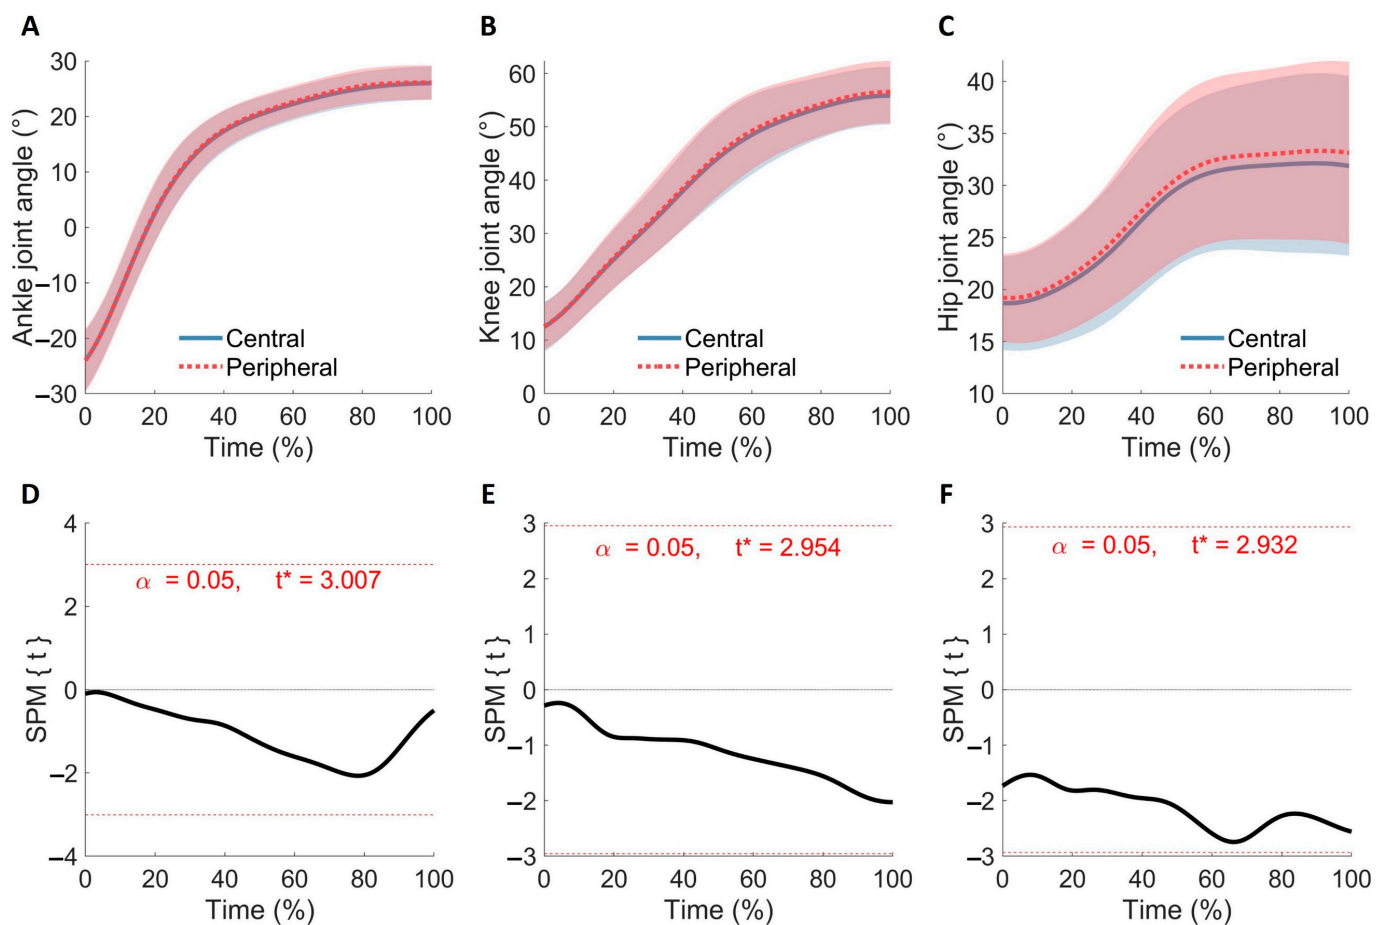 A
B
C
Ankle joint angle (°)
30
20
10
0
−10
−20
−30
0 20 40 60 80 100
Time (%)
Central
Peripheral
Knee joint angle (°)
60
50
40
30
20
10
0
0 20 40 60 80 100
Time (%)
Central
Peripheral
Hip joint angle (°)
40
35
30
25
20
15
10
0 20 40 60 80 100
Time (%)
Central
Peripheral
D
E
F
SPM { t }
4
2
0
−2
−4
α = 0.05, t* = 3.007
0 20 40 60 80 100
Time (%)
SPM { t }
3
2
1
0
−1
−2
−3
α = 0.05, t* = 2.954
0 20 40 60 80 100
Time (%)
SPM { t }
3
2
1
0
−1
−2
−3
α = 0.05, t* = 2.932
0 20 40 60 80 100
Time (%)